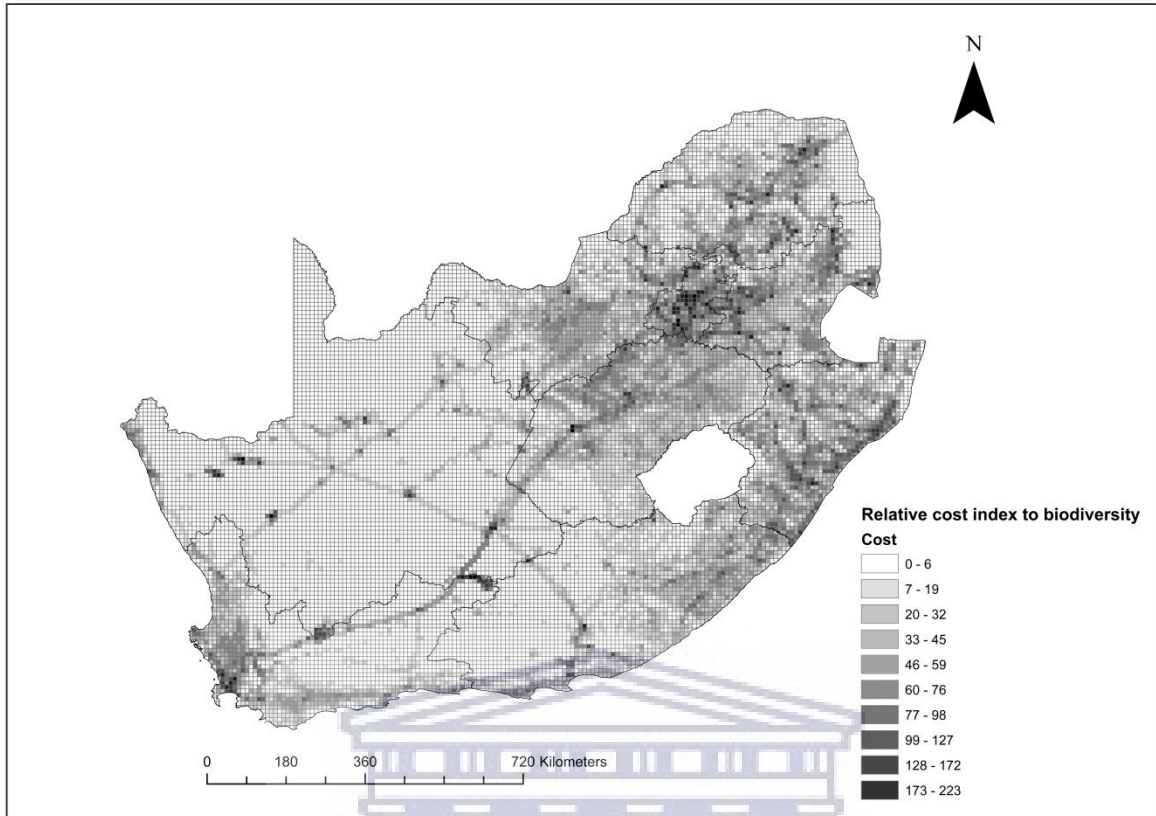 N
Relative cost index to biodiversity
Cost
0 - 6
7 - 19
20 - 32
33 - 45
46 - 59
60 - 76
77 - 98
99 - 127
128 - 172
173 - 223
0 180 360 720 Kilometers